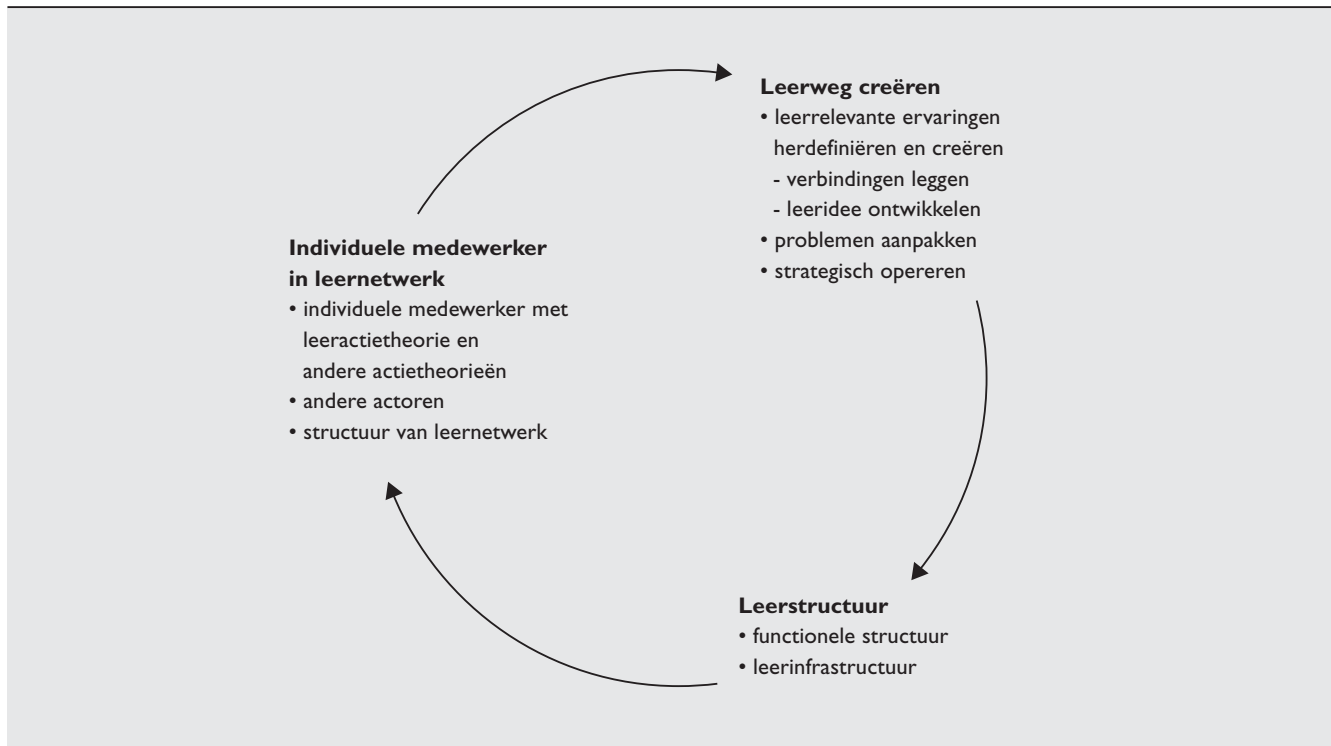 Leerweg creëren
• leerrelevante ervaringen
herdefiniëren en creëren
- verbindingen leggen
- leeridee ontwikkelen
• problemen aanpakken
• strategisch opereren
Individuele medewerker
in leernetwerk
• individuele medewerker met
leeractietheorie en
andere actietheorieën
• andere actoren
• structuur van leernetwerk
Leerstructuur
• functionele structuur
• leerinfrastructuur